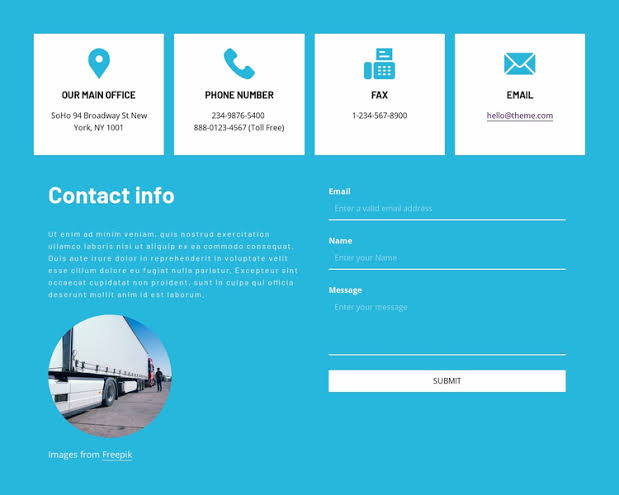 OUR MAIN OFFICE
SoHo 94 Broadway St New
York, NY 1001
PHONE NUMBER
234-9876-5400
888-0123-4567 (Toll Free)
FAX
1-234-567-8900
EMAIL
hello@theme.com
Contact info
Ut enim ad minim veniam, quis nostrud exercitation
ullamco laboris nisi ut aliquip ex ea commodo consequat.
Duis aute irure dolor in reprehenderit in voluptate velit
esse cillum dolore eu fugiat nulla pariatur. Excepteur sint
occaecat cupidatat non proident, sunt in culpa qui officia
deserunt mollit anim id est laborum.
Images from Freepik
Email
Enter a valid email address
Name
Enter your Name
Message
Enter your message
SUBMIT